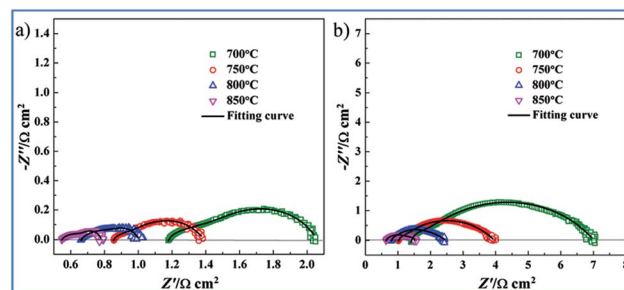 a)
700°C
750°C
800°C
850°C
Fitting curve
1.4
1.2
1.0
0.8
0.6
0.4
0.2
0.0
-Z''/Ω cm²
0.6 0.8 1.0 1.2 1.4 1.6 1.8 2.0
Z'/Ω cm²
b)
700°C
750°C
800°C
850°C
Fitting curve
7
6
5
4
3
2
1
0
-Z''/Ω cm²
0 1 2 3 4 5 6 7 8
Z'/Ω cm²